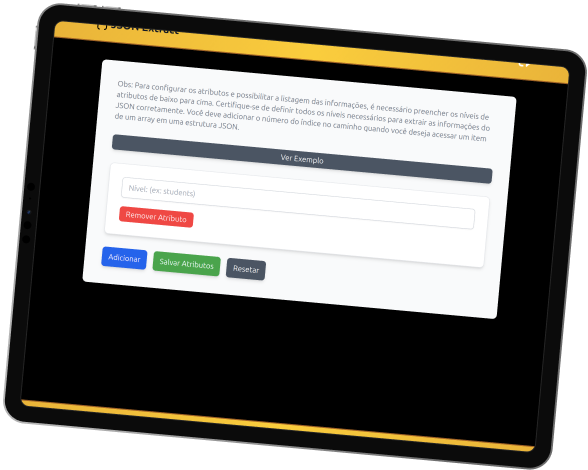 { } JSON Extract
Obs: Para configurar os atributos e possibilitar a listagem das informações, é necessário preencher os níveis de
atributos de baixo para cima. Certifique-se de definir todos os níveis necessários para extrair as informações do
JSON corretamente. Você deve adicionar o número do índice no caminho quando você deseja acessar um item
de um array em uma estrutura JSON.
Ver Exemplo
Nível: (ex: students)
Remover Atributo
Adicionar
Salvar Atributos
Resetar